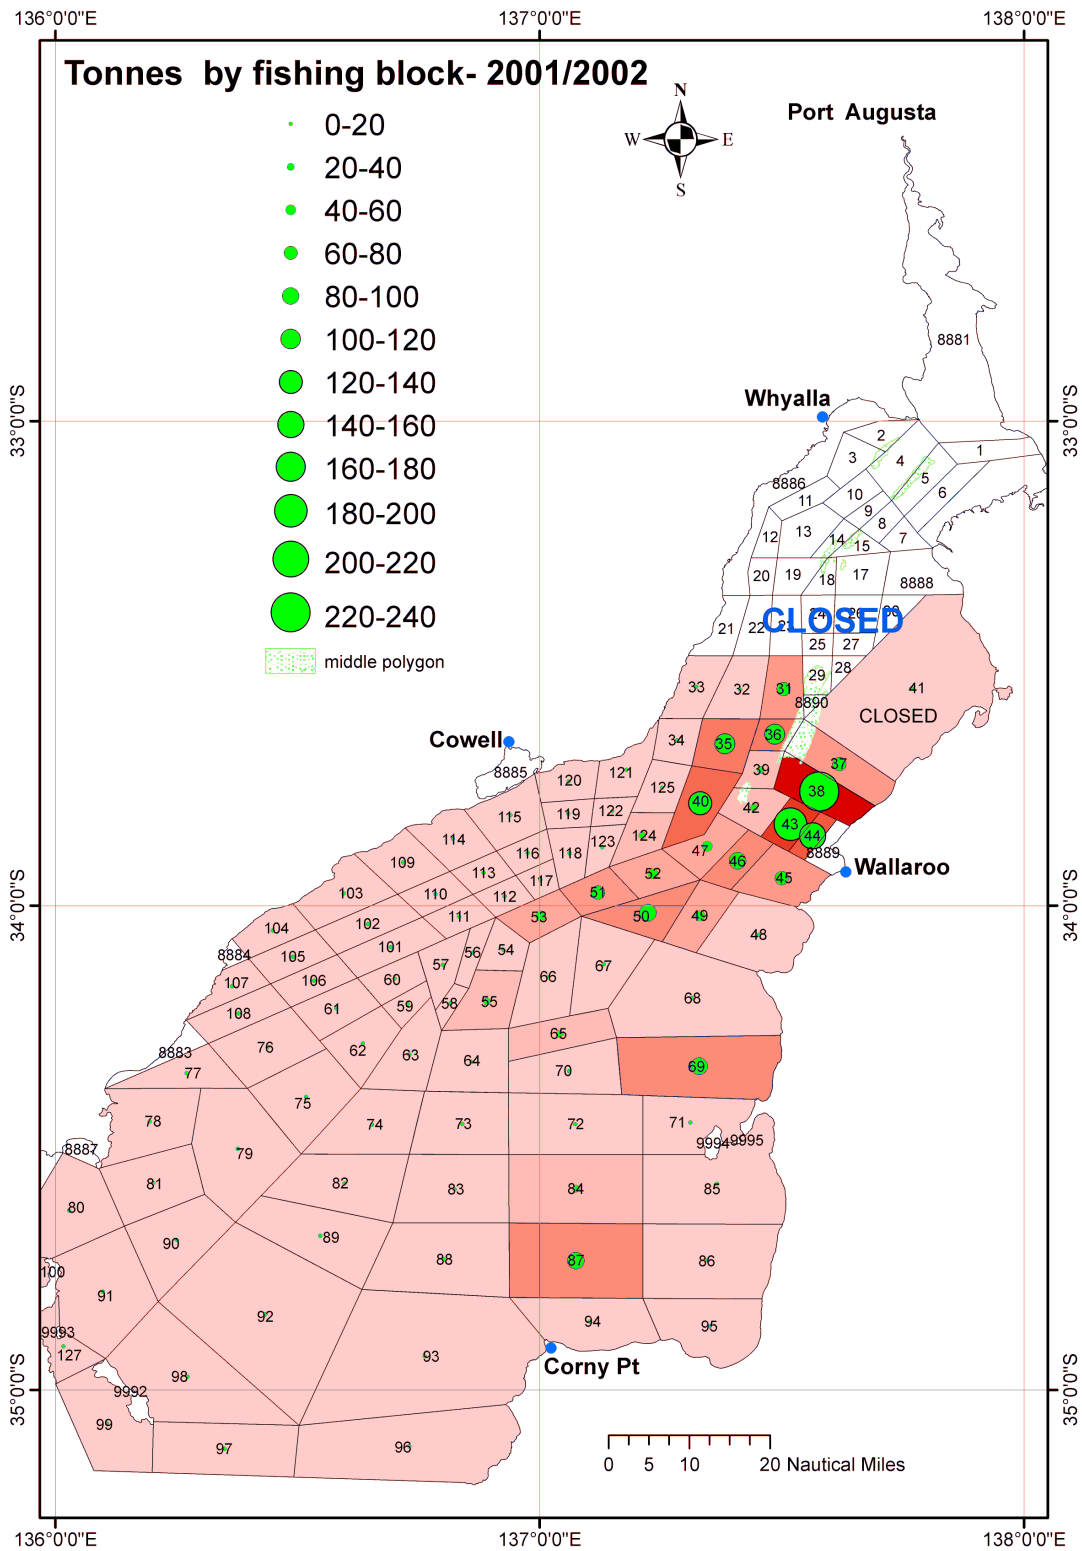 136°0'0"E 137°0'0"E 138°0'0"E
Tonnes by fishing block- 2001/2002
0-20
20-40
40-60
60-80
80-100
100-120
120-140
140-160
160-180
180-200
200-220
220-240
middle polygon
N
W E
S
Port Augusta
8881
Whyalla
33°0'0"S 33°0'0"S
2
1
3 4
5
8886 6
10
11
9
8
13
12 14 7
15
20 19 18 17 8888
24 26 30
21 22 23
CLOSED
25 27
28
29
33 32 31 41
8890
CLOSED
36
34 35
Cowell
37
8885 121 39
120
125 38
40
42
115 119 122
43
124 44
114 123
47 8889
109 116 118 46
Wallaroo
113 52 45
117
103 110 112 51
34°0'0"S 34°0'0"S
111 53 50 49
104 102 48
101 56 54
8884 105 57 67
107 106 60 66
58 55 68
108 61 59
65
76 62 63 64
8883
77 70 69
75
78 74 73 72 71
9994 9995
8887 79
81 82 83 84 85
80
90 89
88 87 86
100
91
92 94 95
9993
127 93
Corny Pt
98
9992
35°0'0"S 35°0'0"S
99
97 96
0 5 10 20 Nautical Miles
136°0'0"E 137°0'0"E 138°0'0"E